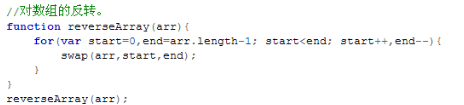 //对数组的反转。
function reverseArray(arr){
    for(var start=0,end=arr.length-1; start<end; start++,end--){
        swap(arr,start,end);
    }
}
reverseArray(arr);